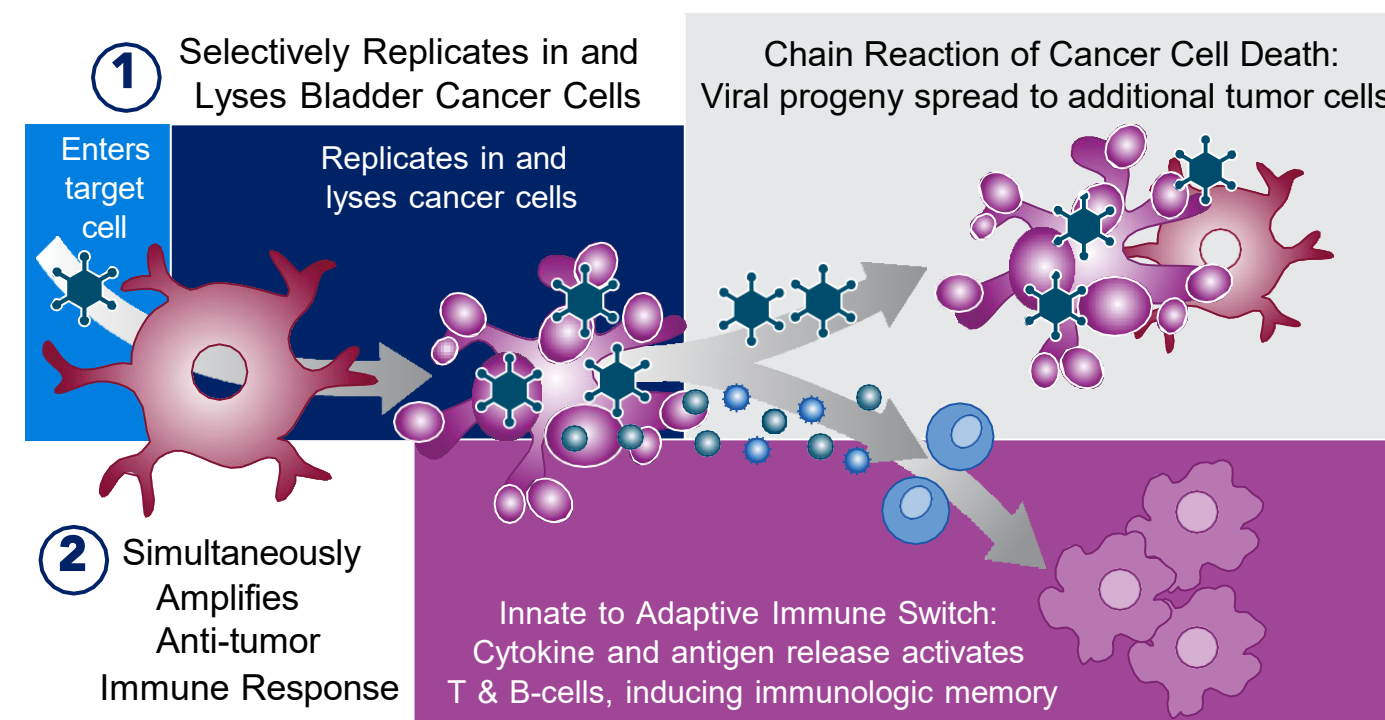 1
Selectively Replicates in and
Lyses Bladder Cancer Cells
Chain Reaction of Cancer Cell Death:
Viral progeny spread to additional tumor cells
Enters
target
cell
Replicates in and
lyses cancer cells
2
Simultaneously
Amplifies
Anti-tumor
Immune Response
Innate to Adaptive Immune Switch:
Cytokine and antigen release activates
T & B-cells, inducing immunologic memory